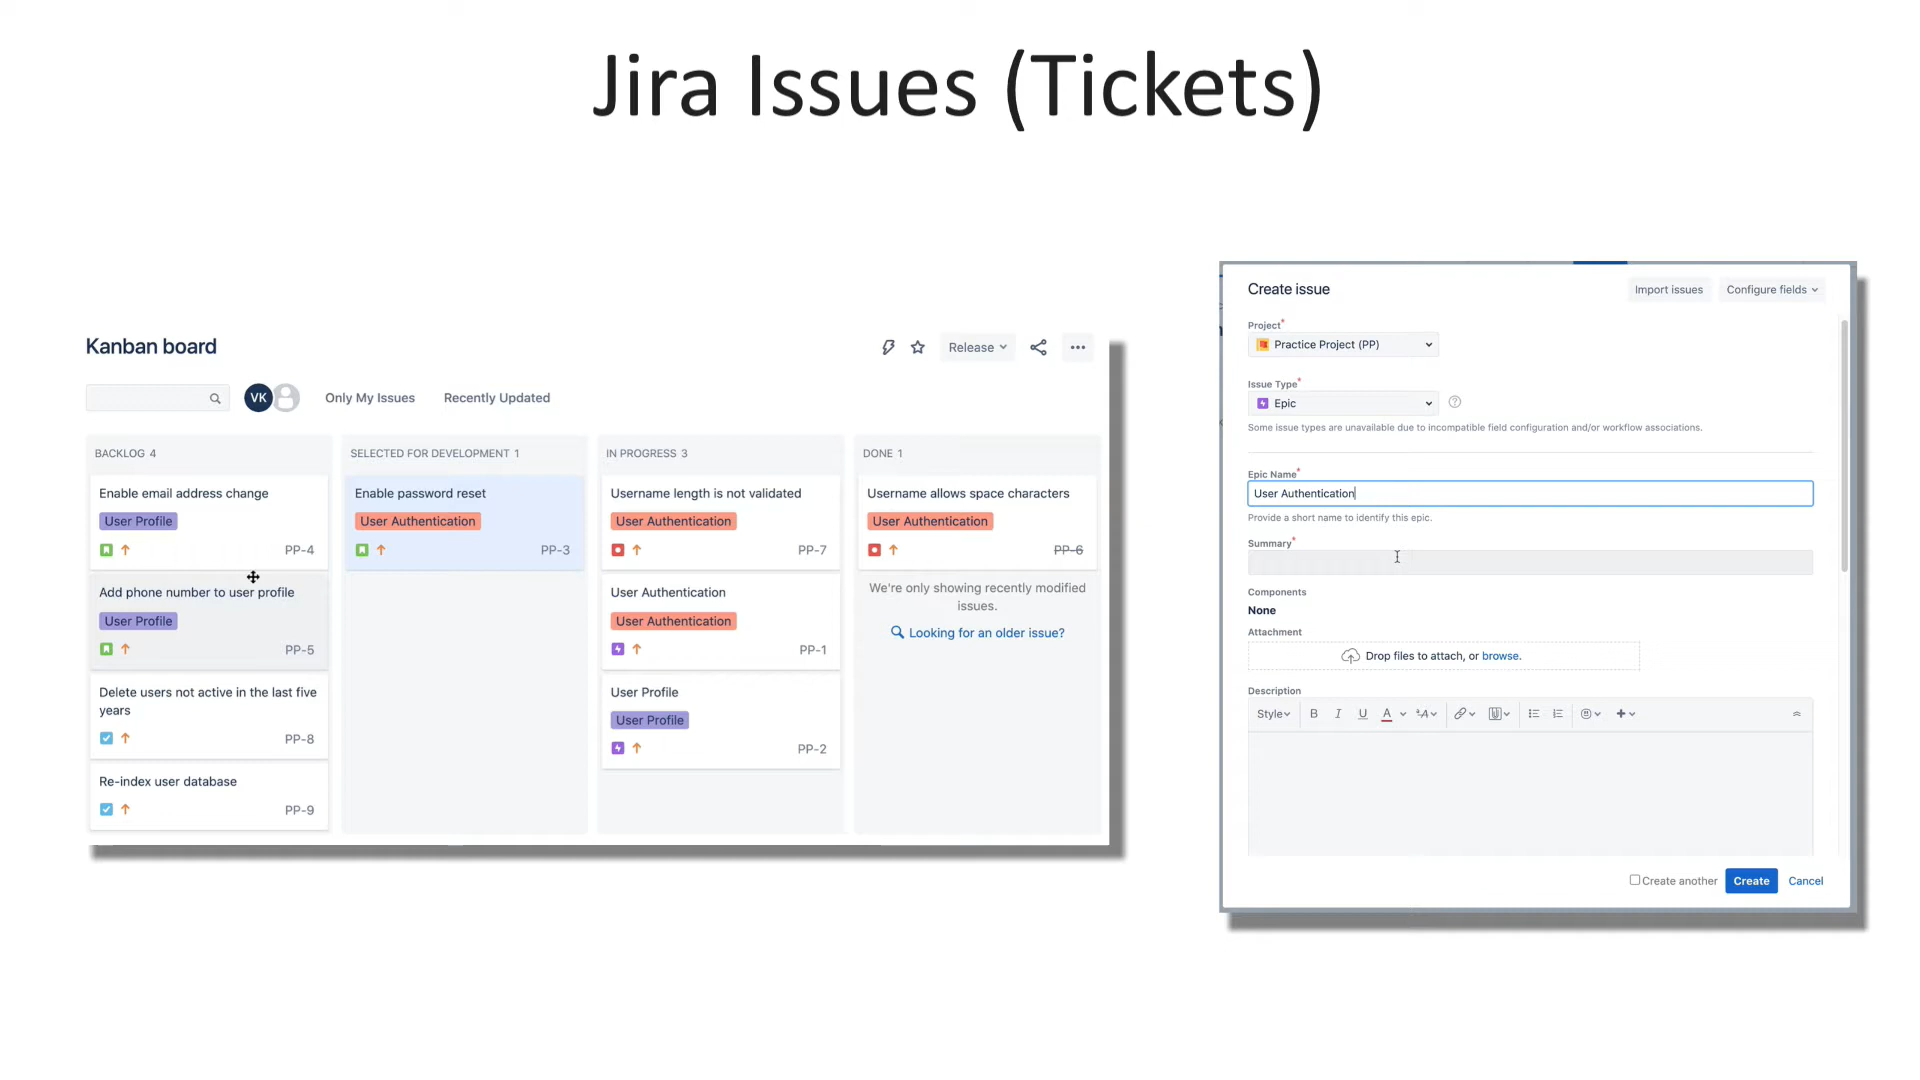 Jira Issues (Tickets)
Kanban board
Release
VK
Only My Issues
Recently Updated
BACKLOG 4
Enable email address change
User Profile
PP-4
Add phone number to user profile
User Profile
PP-5
Delete users not active in the last five
years
PP-8
Re-index user database
PP-9
SELECTED FOR DEVELOPMENT 1
Enable password reset
User Authentication
PP-3
IN PROGRESS 3
Username length is not validated
User Authentication
PP-7
User Authentication
User Authentication
PP-1
User Profile
User Profile
PP-2
DONE 1
Username allows space characters
User Authentication
PP-6
We're only showing recently modified
issues.
Looking for an older issue?
Create issue
Import issues
Configure fields
Project*
Practice Project (PP)
Issue Type*
Epic
Some issue types are unavailable due to incompatible field configuration and/or workflow associations.
Epic Name*
User Authentication
Provide a short name to identify this epic.
Summary*
Components
None
Attachment
Drop files to attach, or browse.
Description
Style
B I U A
Create another
Create
Cancel